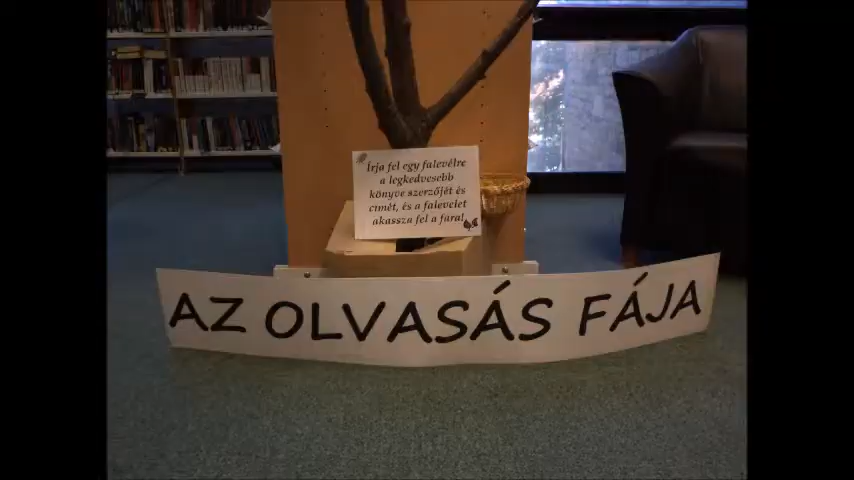 Írja fel egy falevélre
a legkedvesebb
könyve szerzőjét és
címét, és a falevelet
akassza fel a fára!
AZ OLVASÁS FÁJA